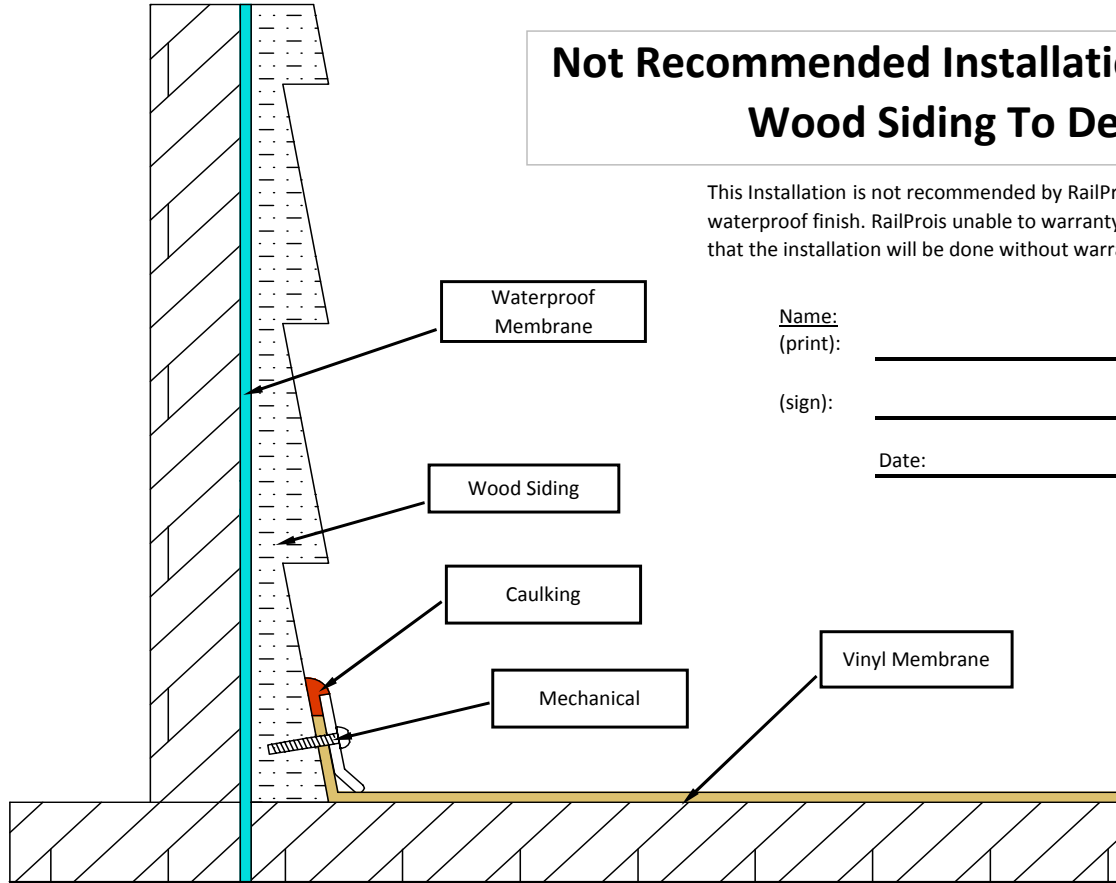 Not Recommended Installati
Wood Siding To De
This Installation is not recommended by RailPr
waterproof finish. RailProis unable to warranty
that the installation will be done without warr
Waterproof
Membrane
Name:
(print):
(sign):
Date:
Wood Siding
Caulking
Vinyl Membrane
Mechanical